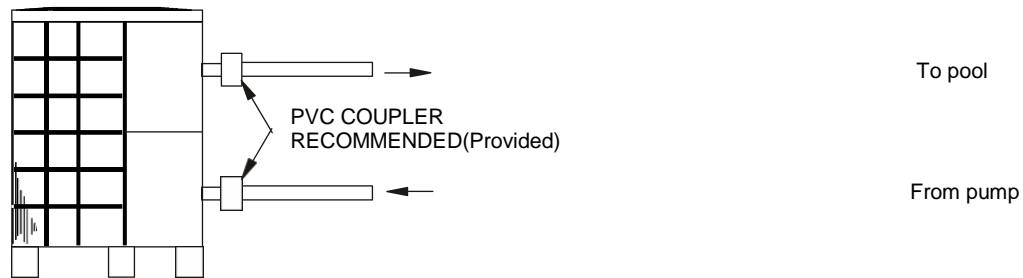 To pool
PVC COUPLER
RECOMMENDED(Provided)
From pump